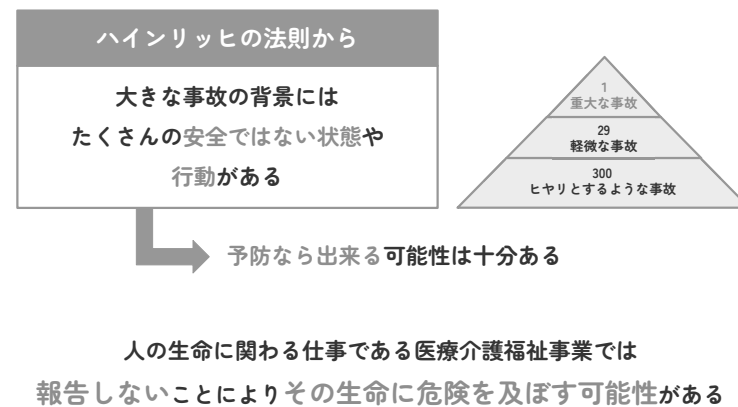 ハインリッヒの法則から
大きな事故の背景には
たくさんの安全ではない状態や
行動がある
1
重大な事故
29
軽微な事故
300
ヒヤリとするような事故
予防なら出来る可能性は十分ある
人の生命に関わる仕事である医療介護福祉事業では
報告しないことによりその生命に危険を及ぼす可能性がある